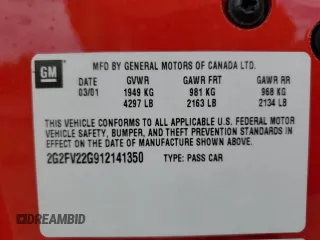 GM
MFD BY GENERAL MOTORS OF CANADA LTD.
DATE GVWR GAWR FRT GAWR RR
03/01 1949 KG 981 KG 968 KG
4297 LB 2163 LB 2134 LB
THIS VEHICLE CONFORMS TO ALL APPLICABLE U.S. FEDERAL MOTOR
VEHICLE SAFETY, BUMPER, AND THEFT PREVENTION STANDARDS
IN EFFECT ON THE DATE OF MANUFACTURE SHOWN ABOVE.
2G2FV22G912141350 TYPE: PASS CAR
DREAMBID